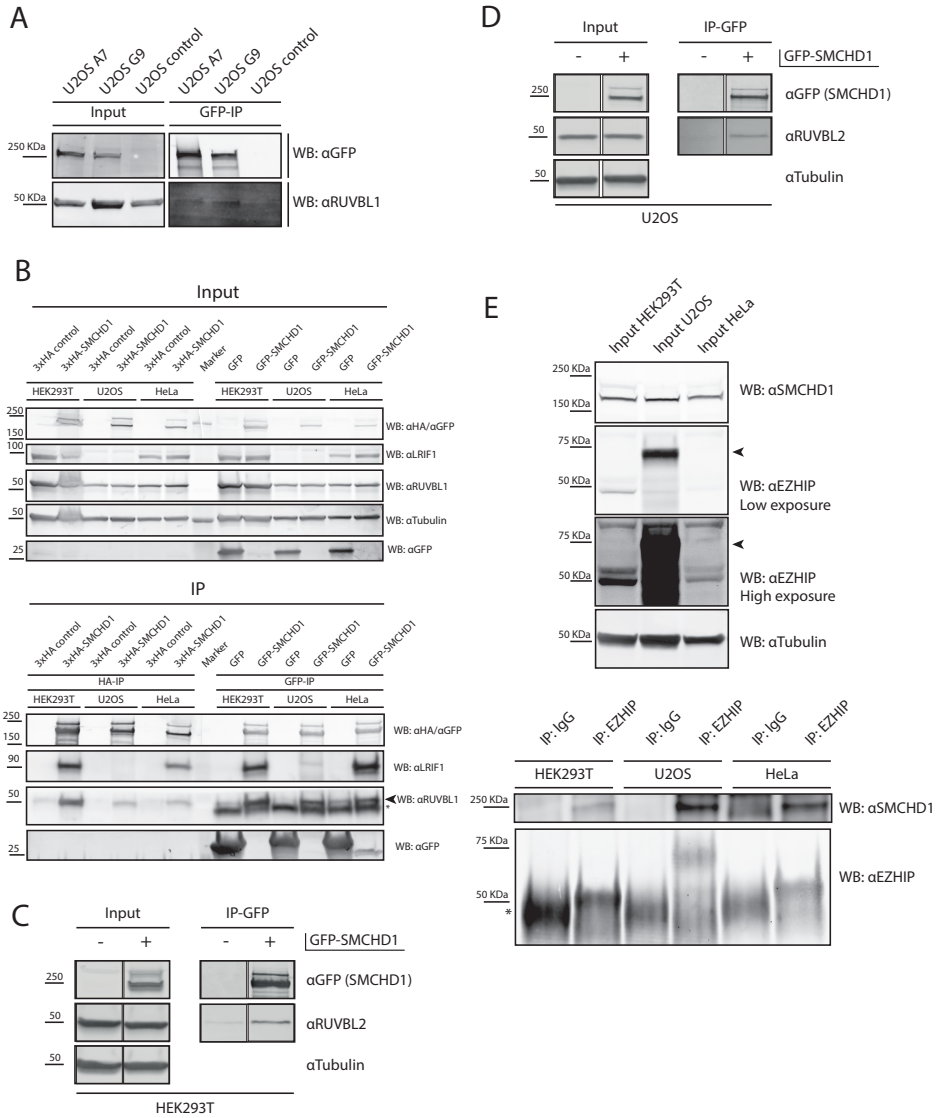 A
U2OS A7
U2OS G9
U2OS control
U2OS A7
U2OS G9
U2OS control
Input
GFP-IP
250 KDa
WB: αGFP
50 KDa
WB: αRUVBL1
B
Input
3xHA control
3xHA-SMCHD1
3xHA control
3xHA-SMCHD1
3xHA control
3xHA-SMCHD1
Marker
GFP
GFP-SMCHD1
GFP
GFP-SMCHD1
GFP
GFP-SMCHD1
HEK293T
U2OS
HeLa
HEK293T
U2OS
HeLa
250
150
WB: αHA/αGFP
100
WB: αLRIF1
50
WB: αRUVBL1
50
WB: αTubulin
25
WB: αGFP
IP
3xHA control
3xHA-SMCHD1
3xHA control
3xHA-SMCHD1
3xHA control
3xHA-SMCHD1
Marker
GFP
GFP-SMCHD1
GFP
GFP-SMCHD1
GFP
GFP-SMCHD1
HA-IP
GFP-IP
HEK293T
U2OS
HeLa
HEK293T
U2OS
HeLa
250
150
WB: αHA/αGFP
90
WB: αLRIF1
50
WB: αRUVBL1
*
25
WB: αGFP
C
Input
IP-GFP
-
+
-
+
GFP-SMCHD1
250
αGFP (SMCHD1)
50
αRUVBL2
50
αTubulin
HEK293T
D
Input
IP-GFP
-
+
-
+
GFP-SMCHD1
250
αGFP (SMCHD1)
50
αRUVBL2
50
αTubulin
U2OS
E
Input HEK293T
Input U2OS
Input HeLa
250 KDa
150 KDa
WB: αSMCHD1
75 KDa
50 KDa
WB: αEZHIP
Low exposure
75 KDa
50 KDa
WB: αEZHIP
High exposure
50 KDa
WB: αTubulin
IP: IgG
IP: EZHIP
IP: IgG
IP: EZHIP
IP: IgG
IP: EZHIP
HEK293T
U2OS
HeLa
250 KDa
WB: αSMCHD1
75 KDa
50 KDa
*
WB: αEZHIP